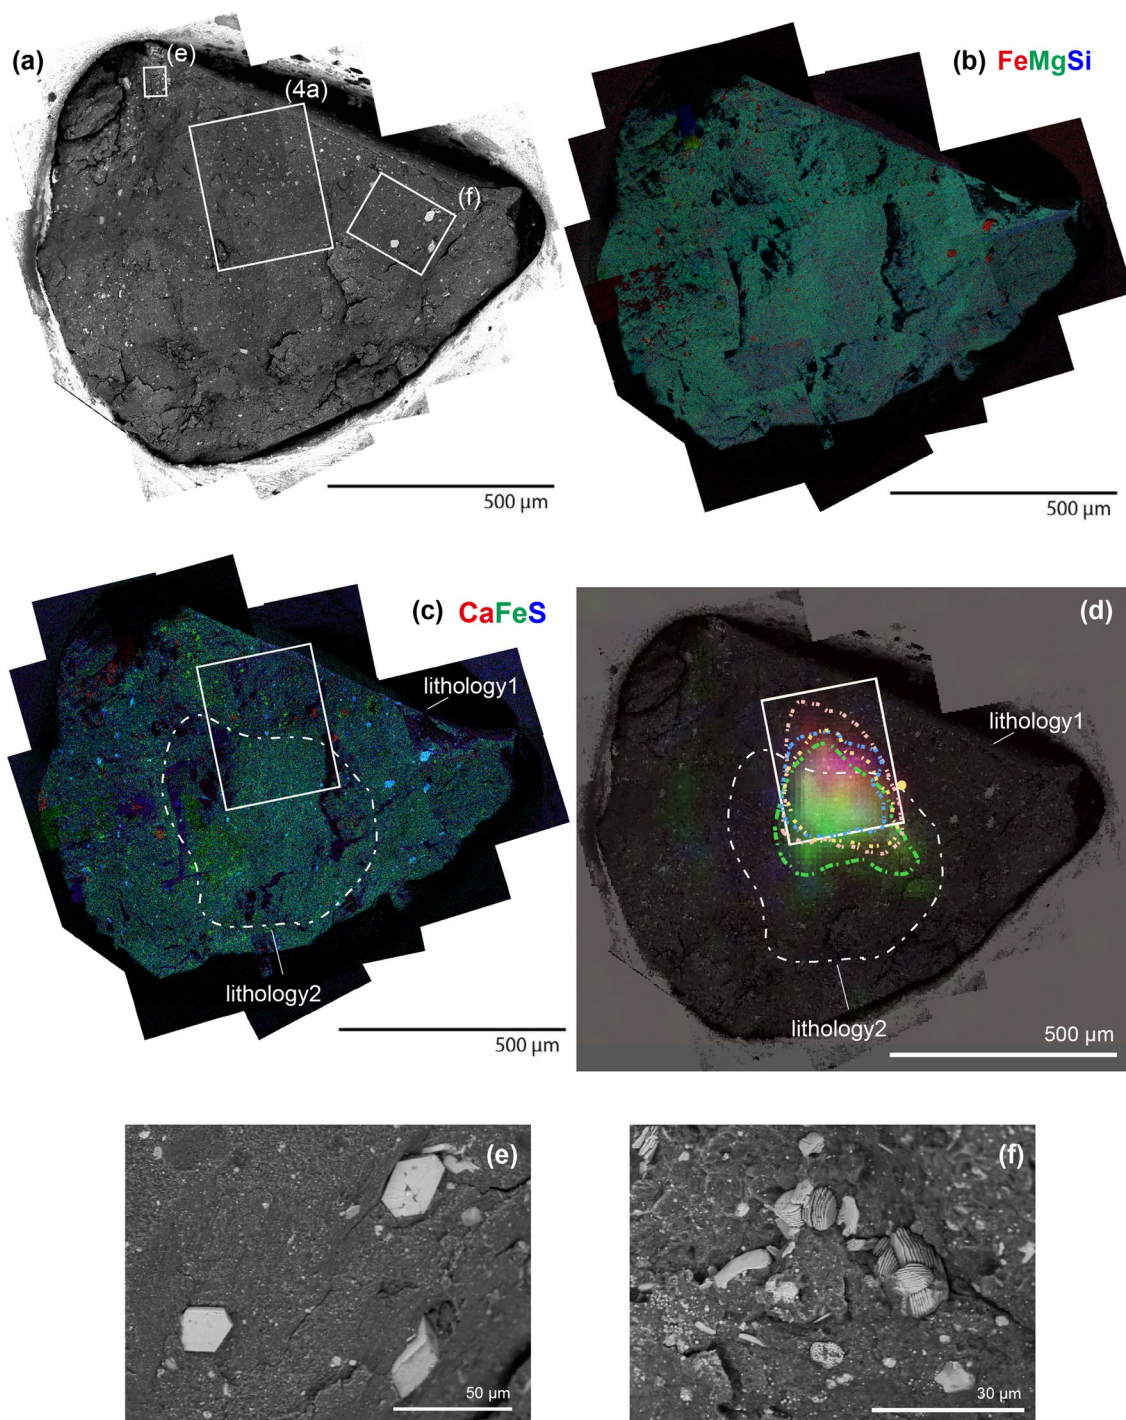 (a)
(e)
(4a)
(f)
500 µm
(b) FeMgSi
500 µm
(c) CaFeS
lithology1
lithology2
500 µm
(d)
lithology1
lithology2
500 µm
(e)
50 µm
(f)
30 µm